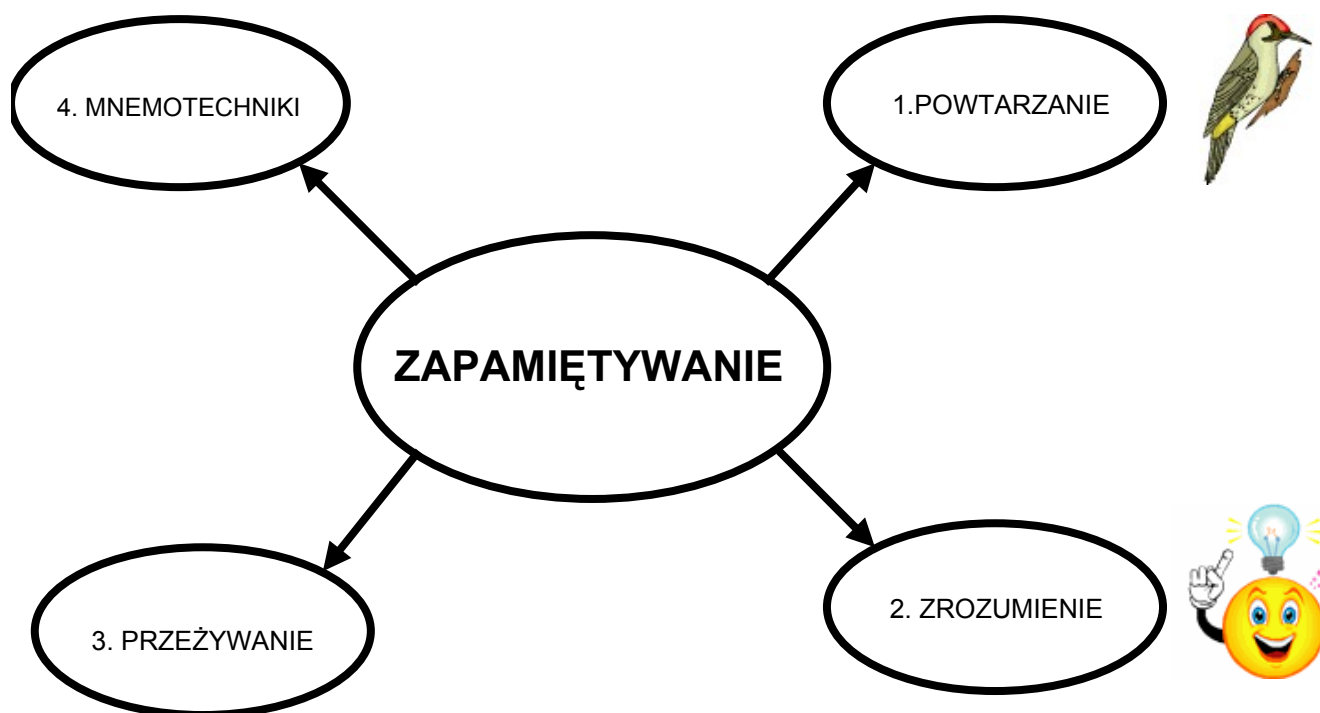 4. MNEMOTECHNIKI
1.POWTARZANIE
ZAPAMIĘTYWANIE
2. ZROZUMIENIE
3. PRZEŻYWANIE